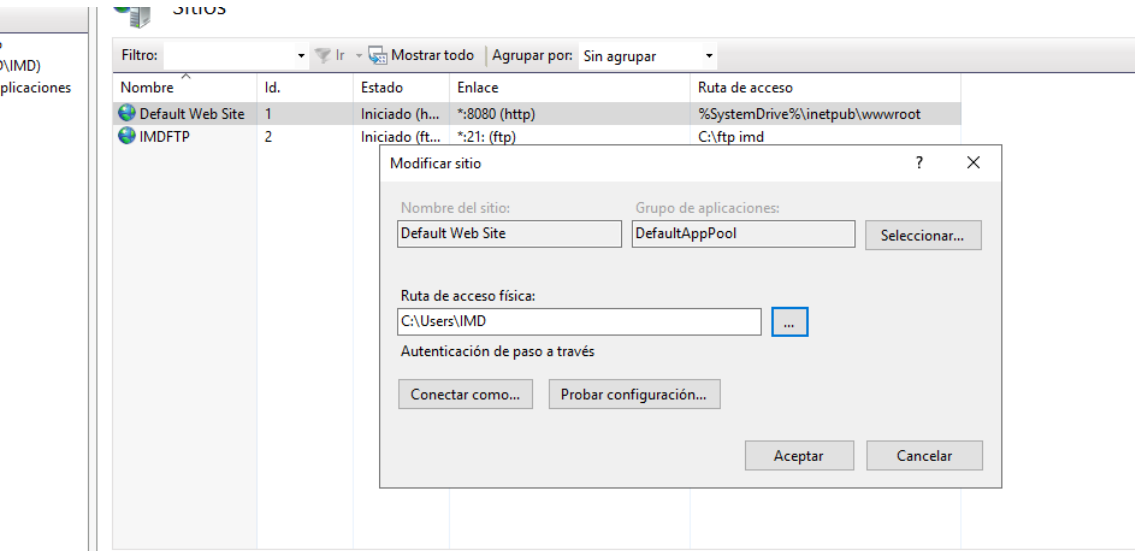 Sitios
Filtro:
Ir
Mostrar todo
Agrupar por:
Sin agrupar
\IMD)
plicaciones
Nombre
Id.
Estado
Enlace
Ruta de acceso
Default Web Site
1
Iniciado (h...
*:8080 (http)
%SystemDrive%\inetpub\wwwroot
IMDFTP
2
Iniciado (ft...
*:21: (ftp)
C:\ftp imd
Modificar sitio
?
Nombre del sitio:
Grupo de aplicaciones:
Default Web Site
DefaultAppPool
Seleccionar...
Ruta de acceso física:
C:\Users\IMD
...
Autenticación de paso a través
Conectar como...
Probar configuración...
Aceptar
Cancelar